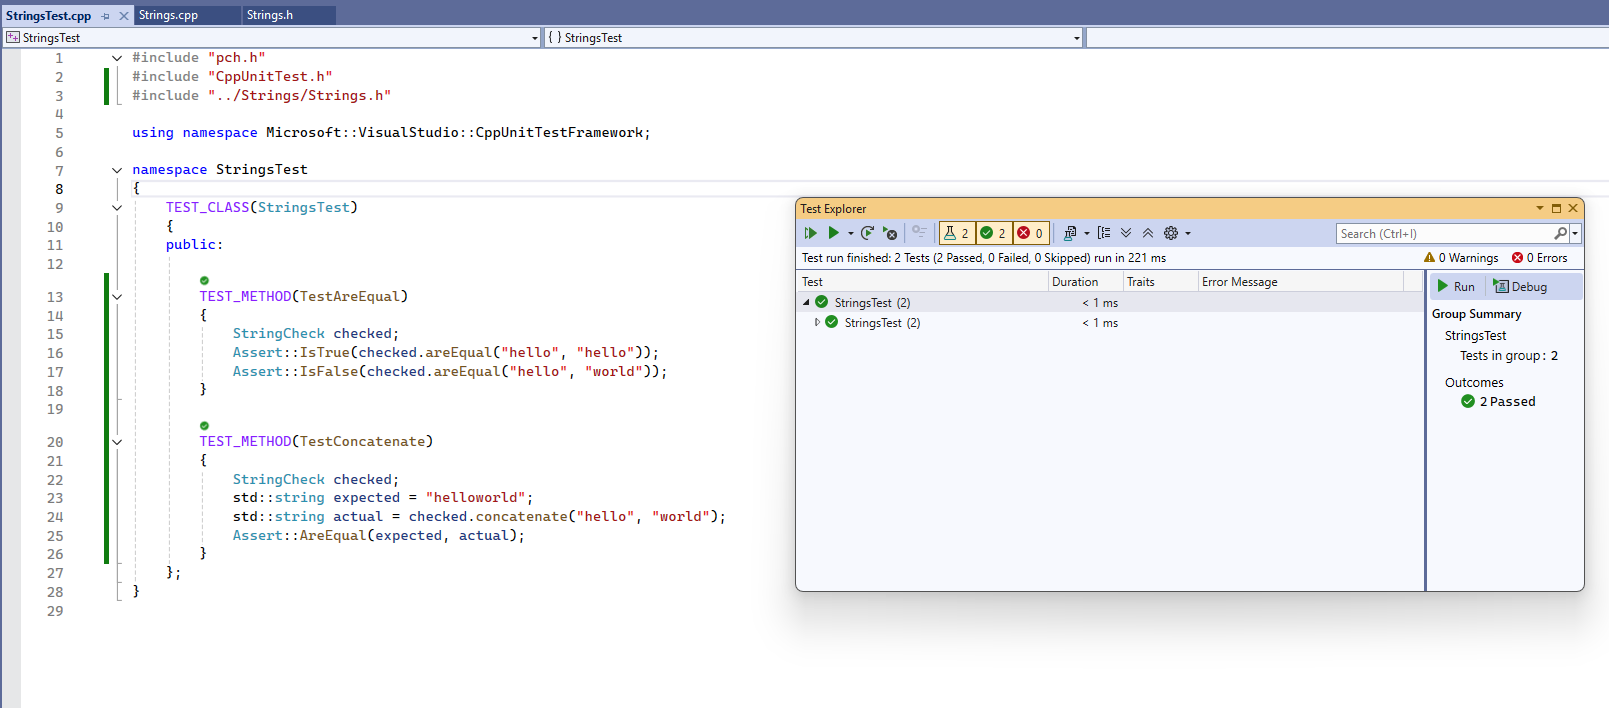 StringsTest.cpp Strings.cpp Strings.h
StringsTest { } StringsTest
1 #include "pch.h"
2 #include "CppUnitTest.h"
3 #include "../Strings/Strings.h"
4
5 using namespace Microsoft::VisualStudio::CppUnitTestFramework;
6
7 namespace StringsTest
8 {
9 TEST_CLASS(StringsTest)
10 {
11 public:
12
13 TEST_METHOD(TestAreEqual)
14 {
15 StringCheck checked;
16 Assert::IsTrue(checked.areEqual("hello", "hello"));
17 Assert::IsFalse(checked.areEqual("hello", "world"));
18 }
19
20 TEST_METHOD(TestConcatenate)
21 {
22 StringCheck checked;
23 std::string expected = "helloworld";
24 std::string actual = checked.concatenate("hello", "world");
25 Assert::AreEqual(expected, actual);
26 }
27 };
28 }
29
Test Explorer
2 2 0 Search (Ctrl+I)
Test run finished: 2 Tests (2 Passed, 0 Failed, 0 Skipped) run in 221 ms 0 Warnings 0 Errors
Test Duration Traits Error Message
StringsTest (2) < 1 ms
StringsTest (2) < 1 ms
Run Debug
Group Summary
StringsTest
Tests in group: 2
Outcomes
2 Passed